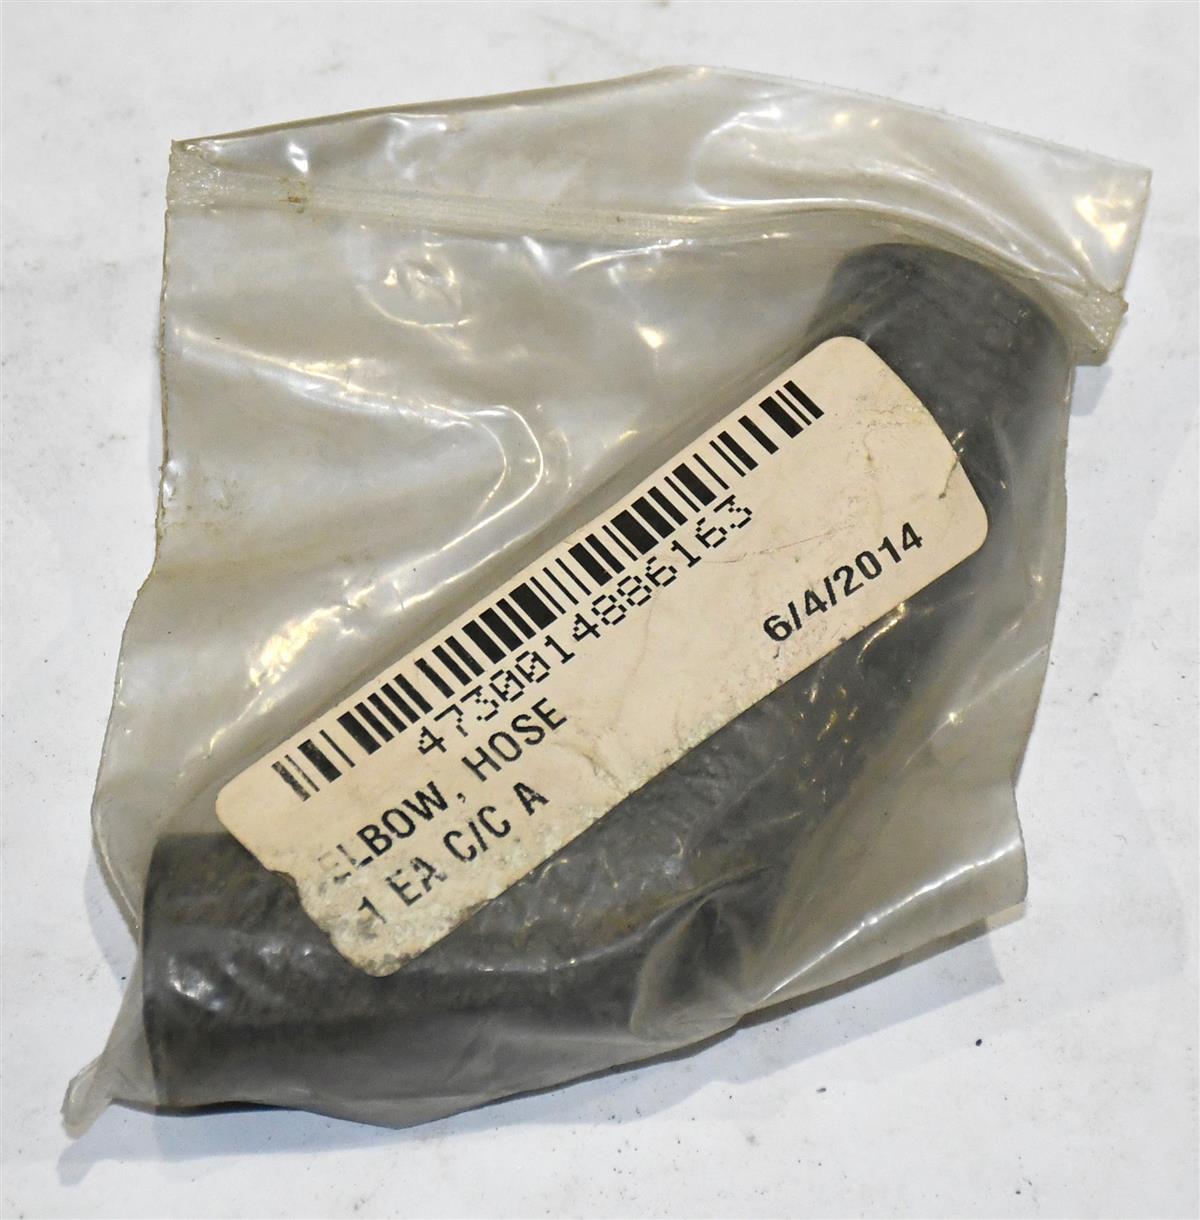 4730014886163
ELBOW, HOSE
1 EA C/C A
6/4/2014